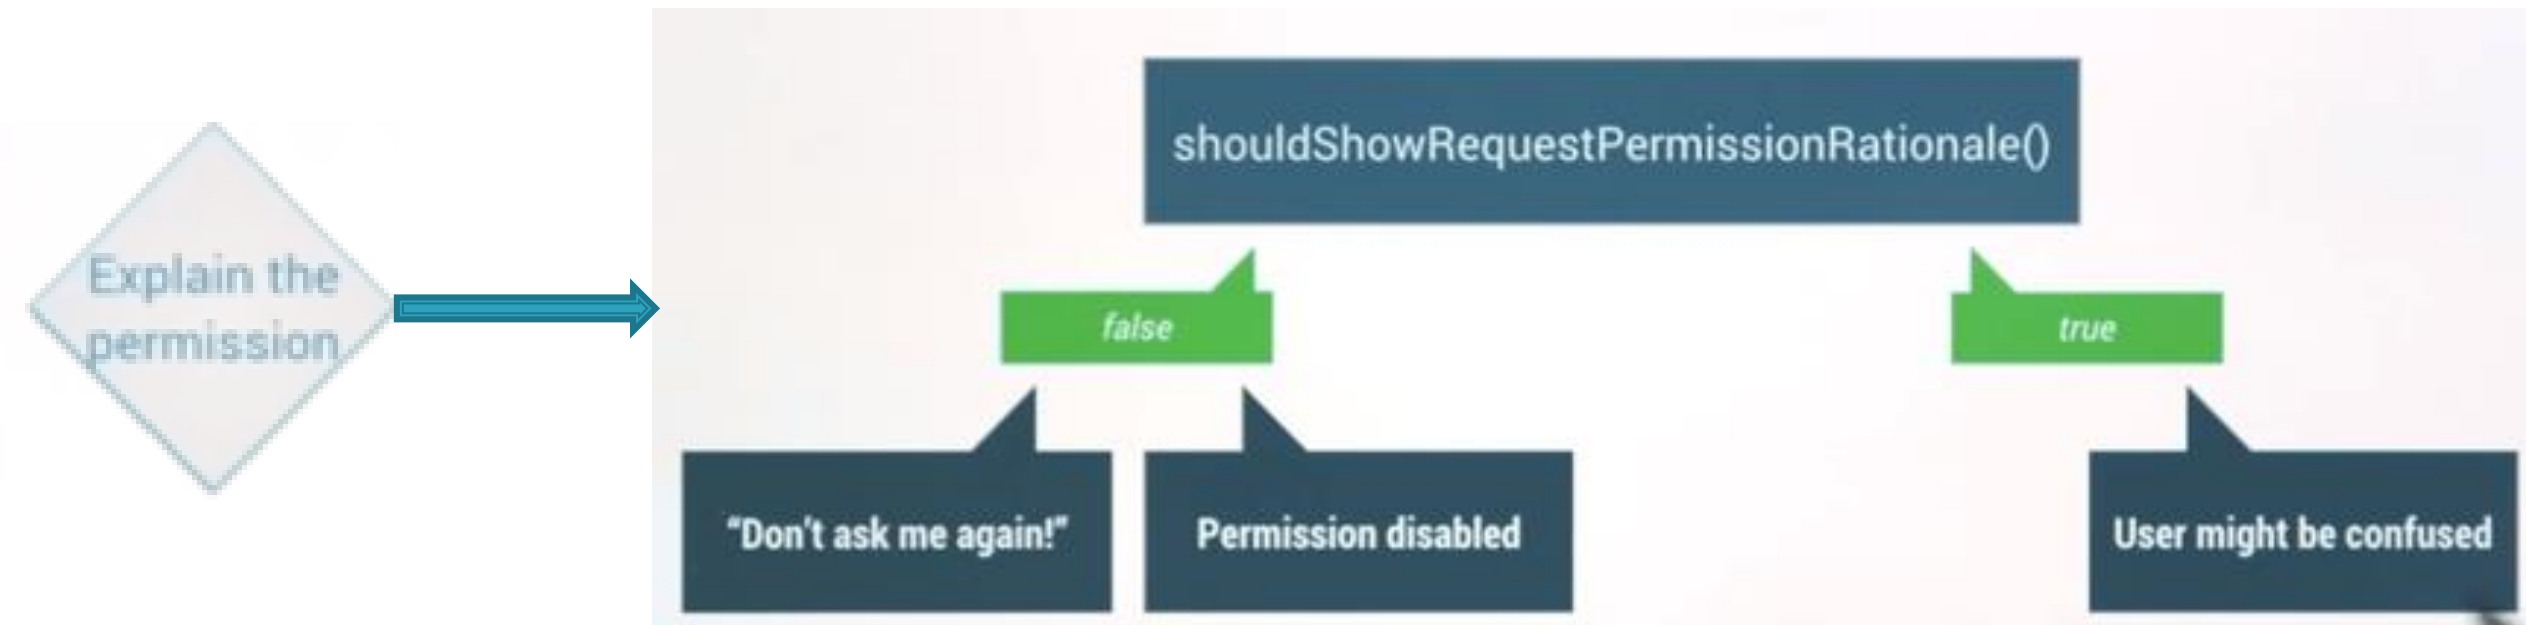 Explain the
permission
shouldShowRequestPermissionRationale()
false
true
“Don't ask me again!”
Permission disabled
User might be confused